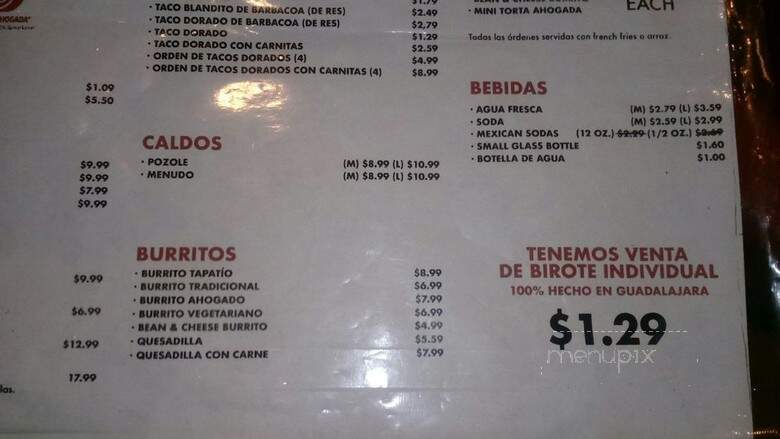 AHOGADA"
· TACO BLANDITO DE BARBACOA (DE RES) $2.49
· TACO DORADO DE BARBACOA (DE RES) $2.79
· TACO DORADO $1.29
· TACO DORADO CON CARNITAS $2.59
· ORDEN DE TACOS DORADOS (4) $4.99
· ORDEN DE TACOS DORADOS CON CARNITAS (4) $8.99
· MINI TORTA AHOGADA
EACH
Todas las órdenes servidas con french fries o arroz.
$1.09
$5.50
BEBIDAS
· AGUA FRESCA (M) $2.79 (L) $3.59
· SODA (M) $2.59 (L) $2.99
· MEXICAN SODAS (12 OZ.) $2.29 (1/2 OZ.) $2.69
· SMALL GLASS BOTTLE $1.60
· BOTELLA DE AGUA $1.00
CALDOS
· POZOLE (M) $8.99 (L) $10.99
· MENUDO (M) $8.99 (L) $10.99
$9.99
$9.99
$7.99
$9.99
BURRITOS
· BURRITO TAPATÍO $8.99
· BURRITO TRADICIONAL $6.99
· BURRITO AHOGADO $7.99
· BURRITO VEGETARIANO $6.99
· BEAN & CHEESE BURRITO $4.99
· QUESADILLA $5.59
· QUESADILLA CON CARNE $7.99
$9.99
$6.99
$12.99
17.99
las.
TENEMOS VENTA
DE BIROTE INDIVIDUAL
100% HECHO EN GUADALAJARA
$1.29
menupix